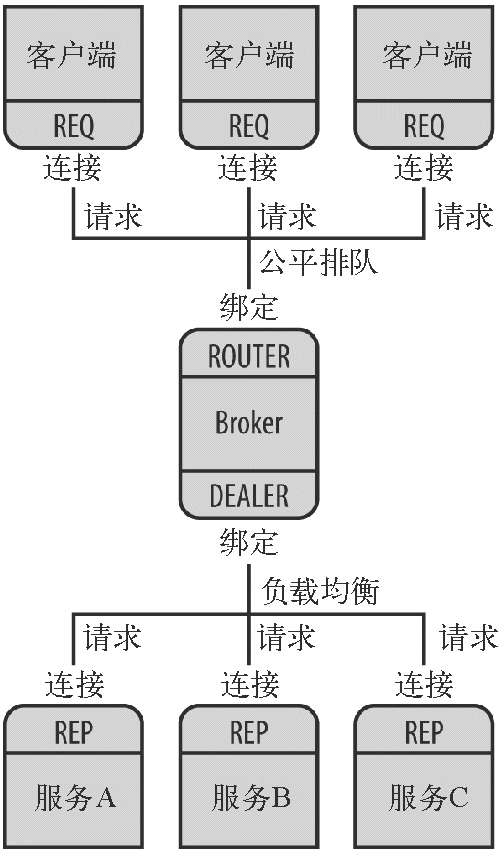 客户端 客户端 客户端
REQ REQ REQ
连接 连接 连接
请求 请求 请求
公平排队
绑定
ROUTER
Broker
DEALER
绑定
负载均衡
请求 请求 请求
连接 连接 连接
REP REP REP
服务A 服务B 服务C